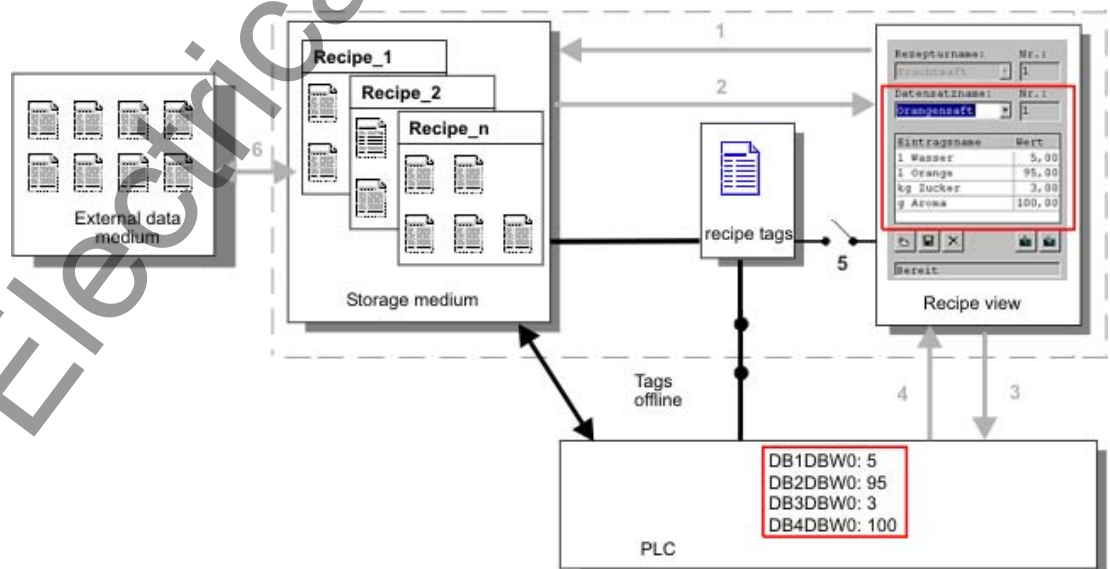 Electrica
1
Recipe_1
Recipe_2
Recipe_n
2
6
External data
medium
Storage medium
recipe tags
5
Rezepturname: Nr.:
Fruchtsaft 1
Datensatzname: Nr.:
Orangensaft 1
Eintragsname Wert
l Wasser 5,00
l Orange 95,00
kg Zucker 3,00
g Aroma 100,00
Bereit
Recipe view
Tags
offline
4
3
DB1DBW0: 5
DB2DBW0: 95
DB3DBW0: 3
DB4DBW0: 100
PLC